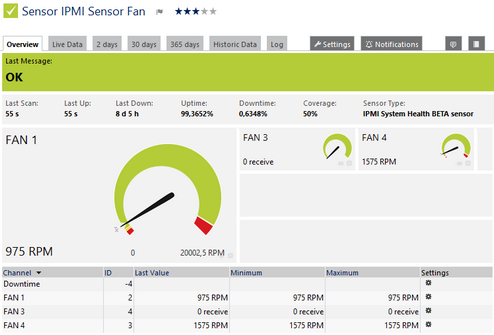 Sensor IPMI Sensor Fan
Overview Live Data 2 days 30 days 365 days Historic Data Log Settings Notifications
Last Message:
OK
Last Scan: Last Up: Last Down: Uptime: Downtime: Coverage: Sensor Type:
55 s 55 s 8 d 5 h 99,3652% 0,6348% 50% IPMI System Health BETA sensor
FAN 1 FAN 3 FAN 4
0 receive 1575 RPM
975 RPM 0 20002,5 RPM
Channel ID Last Value Minimum Maximum Settings
Downtime -4
FAN 1 2 975 RPM 975 RPM 975 RPM
FAN 3 4 0 receive 0 receive 0 receive
FAN 4 3 1575 RPM 1575 RPM 1575 RPM